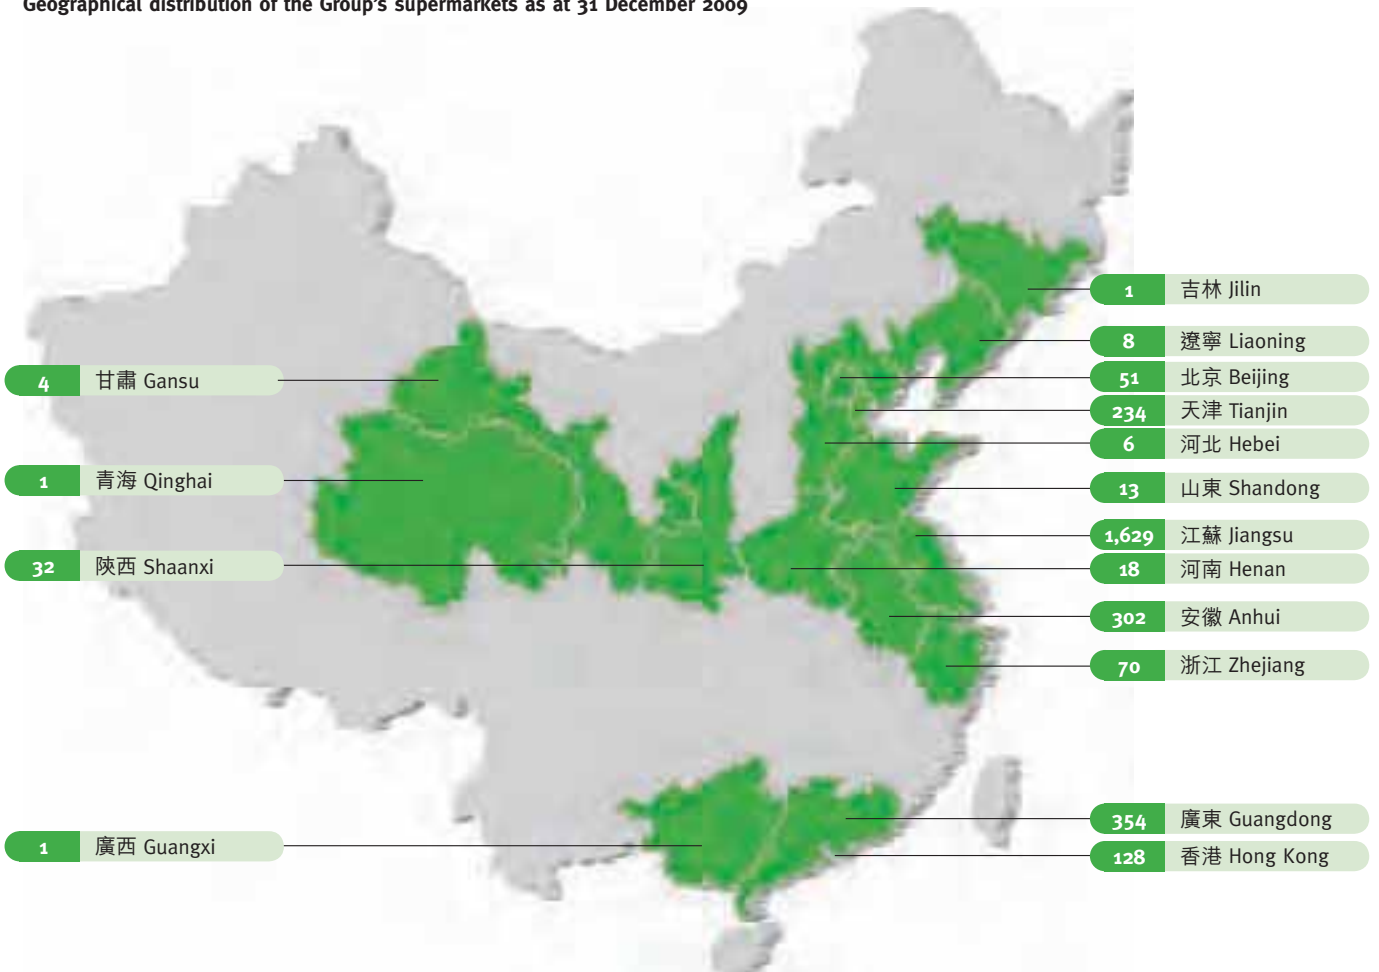 Geographical distribution of the Group's supermarkets as at 31 December 2009
1 吉林 Jilin
8 遼寧 Liaoning
4 甘肅 Gansu
51 北京 Beijing
234 天津 Tianjin
6 河北 Hebei
1 青海 Qinghai
13 山東 Shandong
1,629 江蘇 Jiangsu
32 陝西 Shaanxi
18 河南 Henan
302 安徽 Anhui
70 浙江 Zhejiang
354 廣東 Guangdong
1 廣西 Guangxi
128 香港 Hong Kong